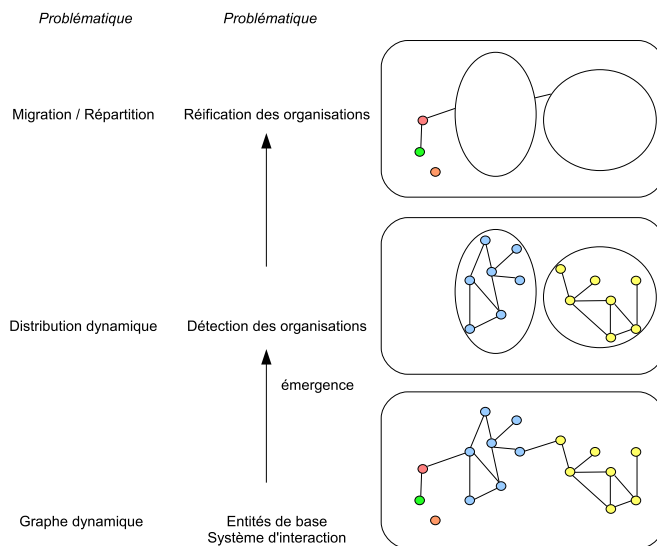 Problématique
Problématique
Migration / Répartition
Réification des organisations
Distribution dynamique
Détection des organisations
émergence
Graphe dynamique
Entités de base
Système d'interaction